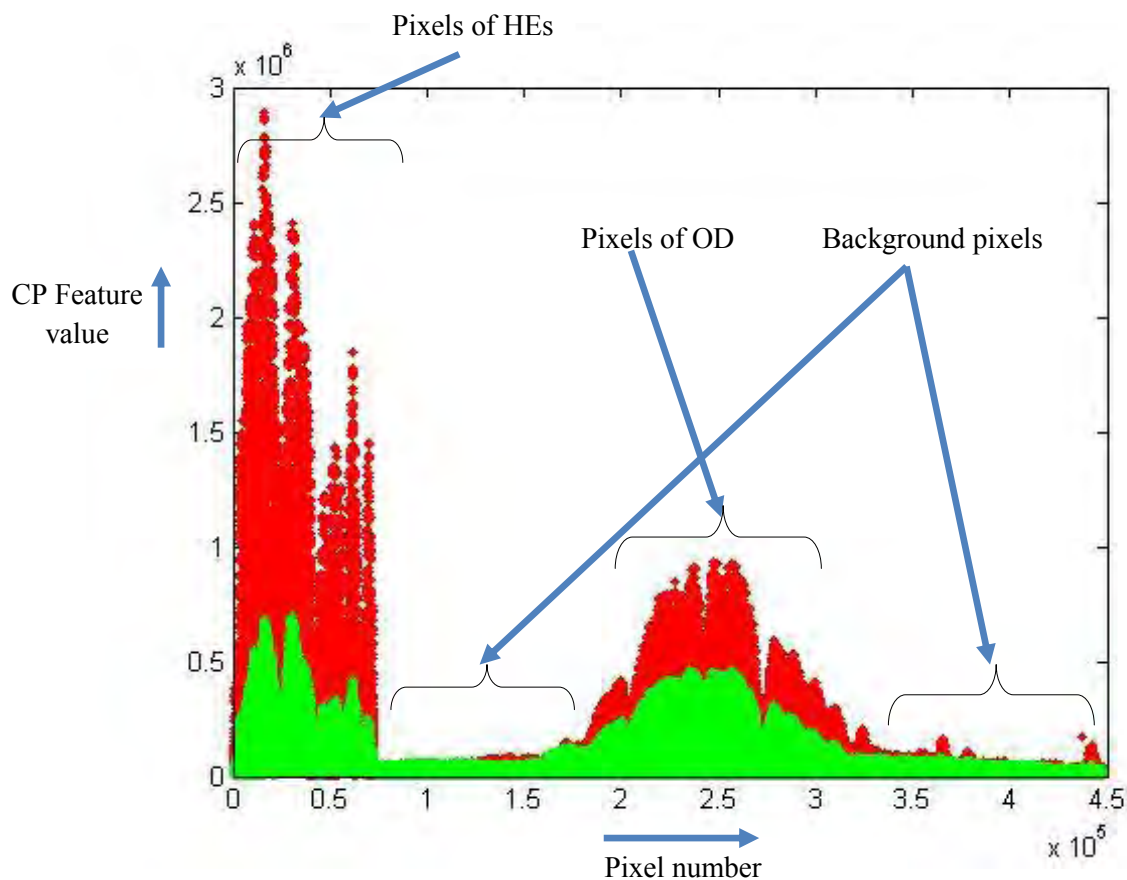 Pixels of HEs
x 10^6
3
2.5
Pixels of OD
Background pixels
CP Feature
value
2
1.5
1
0.5
0
0 0.5 1 1.5 2 2.5 3 3.5 4 4.5
x 10^5
Pixel number